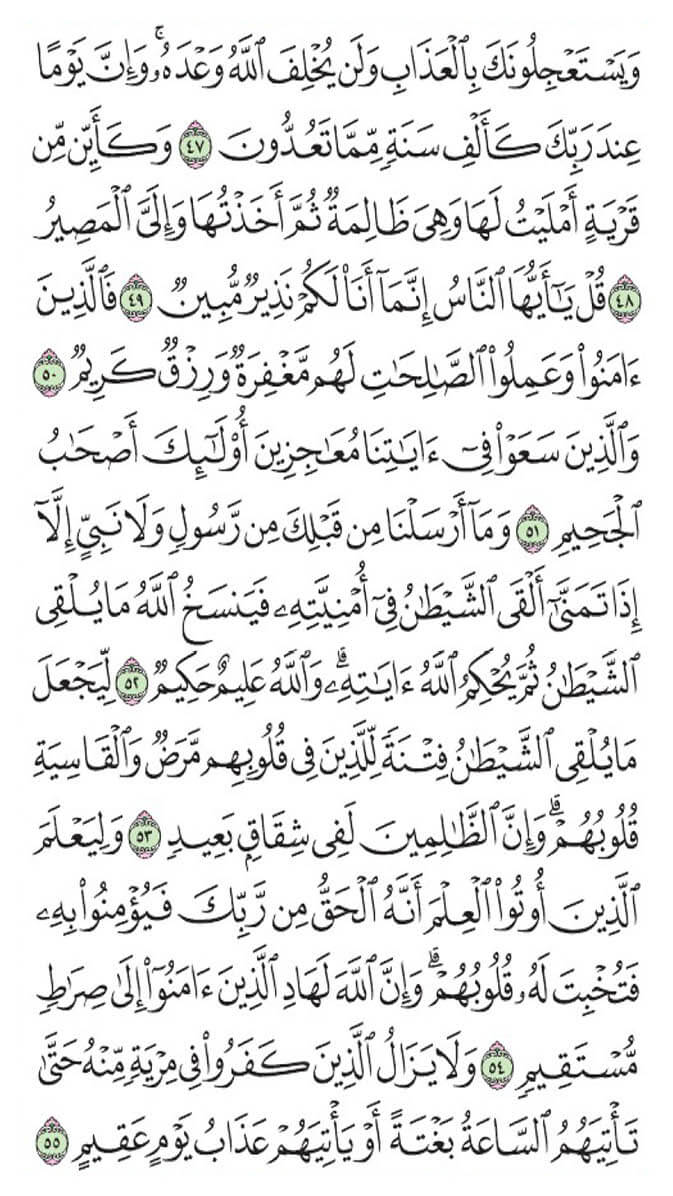 وَيَسْتَعْجِلُونَكَ بِٱلْعَذَابِ وَلَن يُخْلِفَ ٱللَّهُ وَعْدَهُۥۚ وَإِنَّ يَوْمًا
عِندَ رَبِّكَ كَأَلْفِ سَنَةٍ مِّمَّا تَعُدُّونَ ٤٧ وَكَأَيِّن مِّن
قَرْيَةٍ أَمْلَيْتُ لَهَا وَهِىَ ظَالِمَةٌ ثُمَّ أَخَذْتُهَا وَإِلَىَّ ٱلْمَصِيرُ
٤٨ قُلْ يَٰٓأَيُّهَا ٱلنَّاسُ إِنَّمَآ أَنَا۠ لَكُمْ نَذِيرٌ مُّبِينٌ ٤٩ فَٱلَّذِينَ
ءَامَنُوا۟ وَعَمِلُوا۟ ٱلصَّٰلِحَٰتِ لَهُم مَّغْفِرَةٌ وَرِزْقٌ كَرِيمٌ ٥٠
وَٱلَّذِينَ سَعَوْا۟ فِىٓ ءَايَٰتِنَا مُعَٰجِزِينَ أُو۟لَٰٓئِكَ أَصْحَٰبُ
ٱلْجَحِيمِ ٥١ وَمَآ أَرْسَلْنَا مِن قَبْلِكَ مِن رَّسُولٍ وَلَا نَبِىٍّ إِلَّآ
إِذَا تَمَنَّىٰٓ أَلْقَى ٱلشَّيْطَٰنُ فِىٓ أُمْنِيَّتِهِۦ فَيَنسَخُ ٱللَّهُ مَا يُلْقِى
ٱلشَّيْطَٰنُ ثُمَّ يُحْكِمُ ٱللَّهُ ءَايَٰتِهِۦۗ وَٱللَّهُ عَلِيمٌ حَكِيمٌ ٥٢ لِّيَجْعَلَ
مَا يُلْقِى ٱلشَّيْطَٰنُ فِتْنَةً لِّلَّذِينَ فِى قُلُوبِهِم مَّرَضٌ وَٱلْقَاسِيَةِ
قُلُوبُهُمْۗ وَإِنَّ ٱلظَّٰلِمِينَ لَفِى شِقَاقٍۭ بَعِيدٍ ٥٣ وَلِيَعْلَمَ
ٱلَّذِينَ أُوتُوا۟ ٱلْعِلْمَ أَنَّهُ ٱلْحَقُّ مِن رَّبِّكَ فَيُؤْمِنُوا۟ بِهِۦ
فَتُخْبِتَ لَهُۥ قُلُوبُهُمْۗ وَإِنَّ ٱللَّهَ لَهَادِ ٱلَّذِينَ ءَامَنُوٓا۟ إِلَىٰ صِرَٰطٍ
مُّسْتَقِيمٍ ٥٤ وَلَا يَزَالُ ٱلَّذِينَ كَفَرُوا۟ فِى مِرْيَةٍ مِّنْهُ حَتَّىٰ
تَأْتِيَهُمُ ٱلسَّاعَةُ بَغْتَةً أَوْ يَأْتِيَهُمْ عَذَابُ يَوْمٍ عَقِيمٍ ٥٥